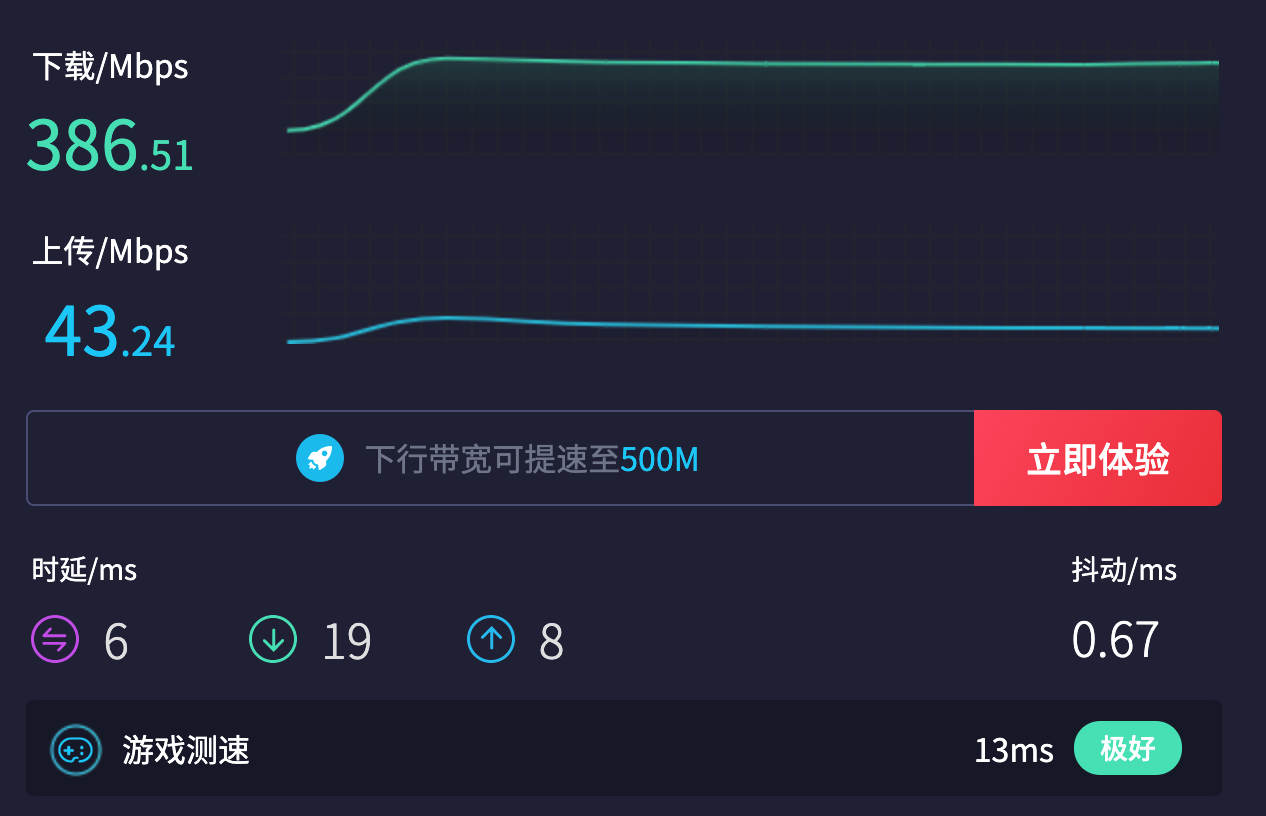 下载/Mbps
386.51
上传/Mbps
43.24
下行带宽可提速至500M
立即体验
时延/ms
抖动/ms
6
19
8
0.67
游戏测速
13ms
极好